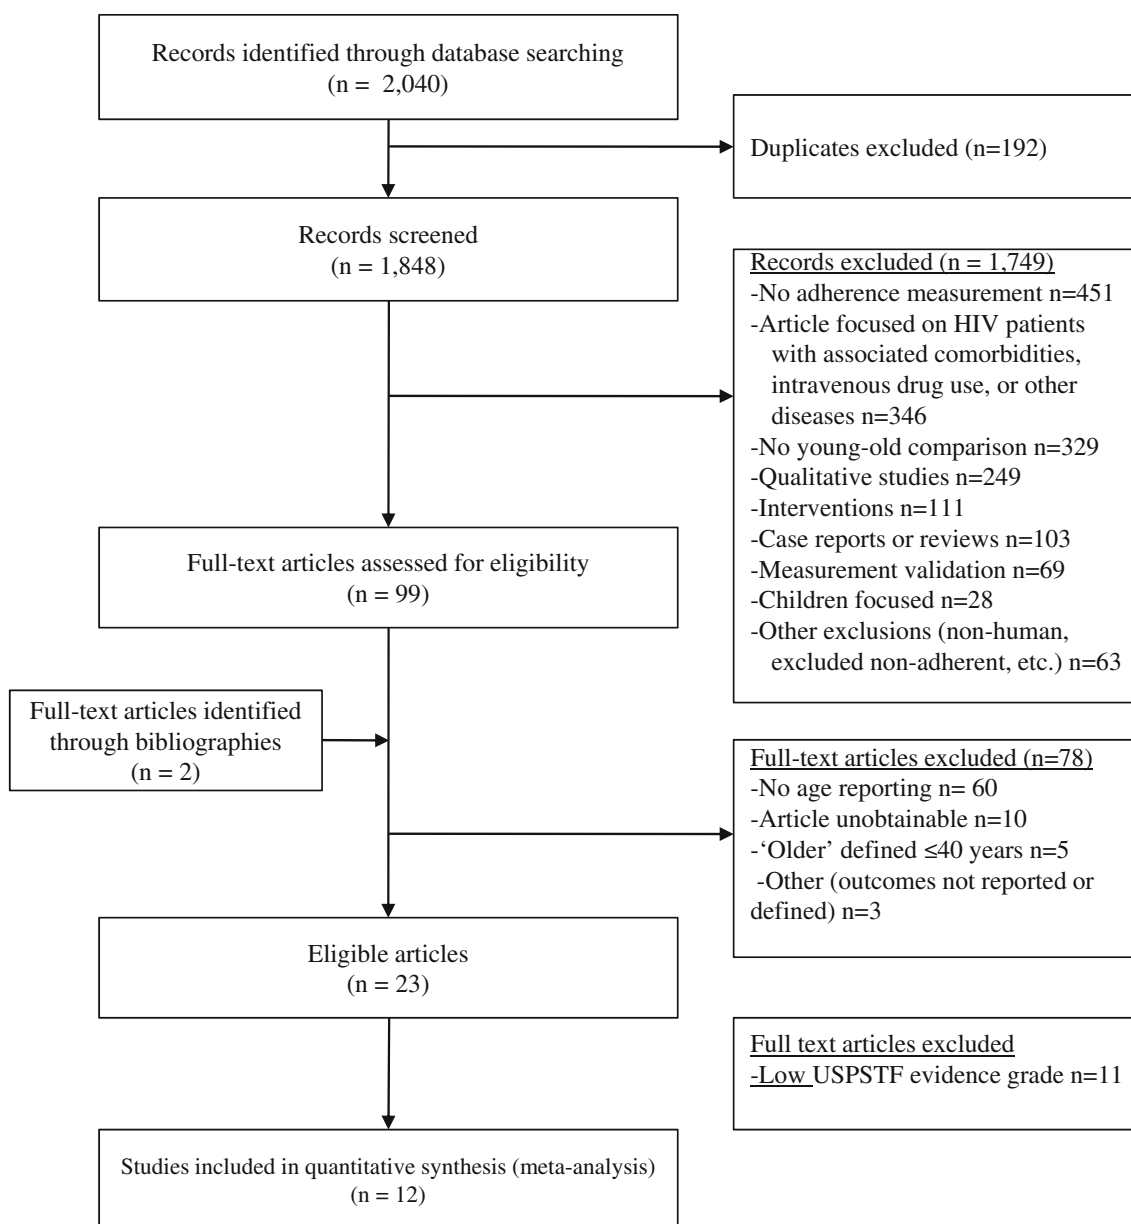 Records identified through database searching
(n =  2,040)
Duplicates excluded (n=192)
Records screened
(n = 1,848)
Records excluded (n = 1,749)
-No adherence measurement n=451
-Article focused on HIV patients
with associated comorbidities,
intravenous drug use, or other
diseases n=346
-No young-old comparison n=329
-Qualitative studies n=249
-Interventions n=111
-Case reports or reviews n=103
-Measurement validation n=69
-Children focused n=28
-Other exclusions (non-human,
excluded non-adherent, etc.) n=63
Full-text articles assessed for eligibility
(n = 99)
Full-text articles identified
through bibliographies
(n = 2)
Full-text articles excluded (n=78)
-No age reporting n= 60
-Article unobtainable n=10
-‘Older’ defined ≤40 years n=5
-Other (outcomes not reported or
defined) n=3
Eligible articles
(n = 23)
Full text articles excluded
-Low USPSTF evidence grade n=11
Studies included in quantitative synthesis (meta-analysis)
(n = 12)